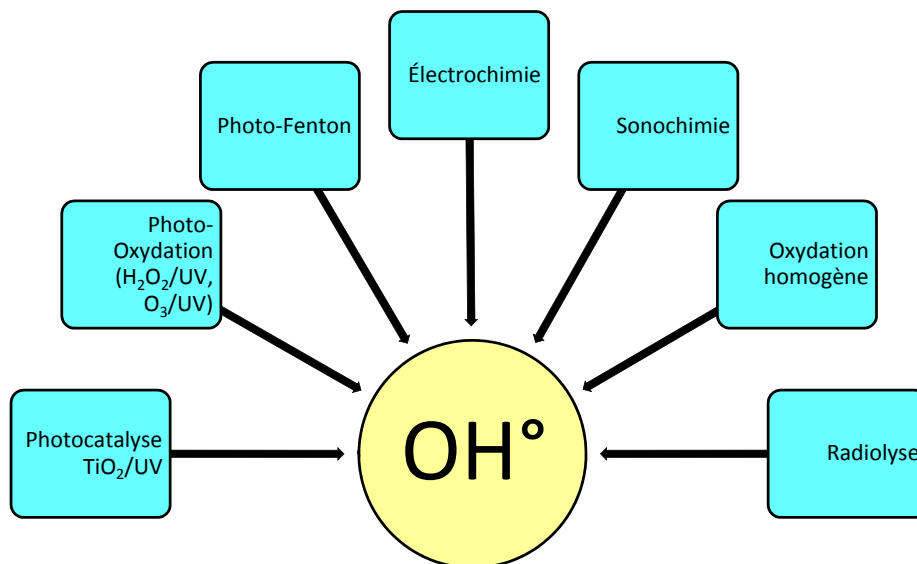 Électrochimie
Photo-Fenton
Sonochimie
Photo-
Oxydation
(H₂O₂/UV,
O₃/UV)
Oxydation
homogène
Photocatalyse
TiO₂/UV
OH°
Radiolyse